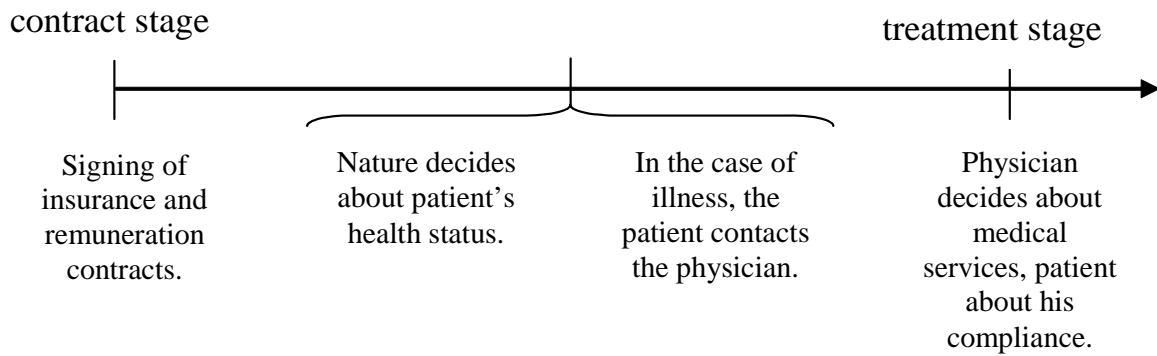 contract stage
treatment stage
Signing of
insurance and
remuneration
contracts.
Nature decides
about patient’s
health status.
In the case of
illness, the
patient contacts
the physician.
Physician
decides about
medical
services, patient
about his
compliance.